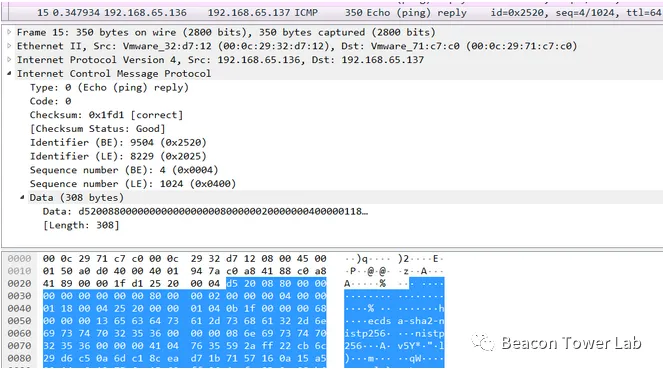 15 0.347934 192.168.65.136 192.168.65.137 ICMP 350 Echo (ping) reply id=0x2520, seq=4/1024, ttl=64
Frame 15: 350 bytes on wire (2800 bits), 350 bytes captured (2800 bits)
Ethernet II, Src: Vmware_32:d7:12 (00:0c:29:32:d7:12), Dst: Vmware_71:c7:c0 (00:0c:29:71:c7:c0)
Internet Protocol Version 4, Src: 192.168.65.136, Dst: 192.168.65.137
Internet Control Message Protocol
Type: 0 (Echo (ping) reply)
Code: 0
Checksum: 0x1fd1 [correct]
[Checksum Status: Good]
Identifier (BE): 9504 (0x2520)
Identifier (LE): 8229 (0x2025)
Sequence number (BE): 4 (0x0004)
Sequence number (LE): 1024 (0x0400)
Data (308 bytes)
Data: d52008800000000000000000800000020000000400000118…
[Length: 308]
0000 00 0c 29 71 c7 c0 00 0c 29 32 d7 12 08 00 45 00 ··)q···· )2····E·
0010 01 50 a0 d0 40 00 40 01 94 7a c0 a8 41 88 c0 a8 ·P··@·@· ·z··A···
0020 41 89 00 00 1f d1 25 20 00 04 d5 20 08 80 00 00 A·····% ··· ····
0030 00 00 00 00 00 00 80 00 00 02 00 00 00 04 00 00
0040 01 18 00 04 25 20 00 00 01 04 0b 1f 00 00 00 68 ····% ·· ·······h
0050 00 00 00 13 65 63 64 73 61 2d 73 68 61 32 2d 6e ····ecds a-sha2-n
0060 69 73 74 70 32 35 36 00 00 00 08 6e 69 73 74 70 istp256· ···nistp
0070 32 35 36 00 00 00 41 04 76 35 59 2a ff 22 cb 6c 256···A· v5Y*·"·l
29 d6 c5 0a 6d c1 8c ea d7 1b 71 57 16 0a 15 a5 )···m··· ··qW····
Beacon Tower Lab